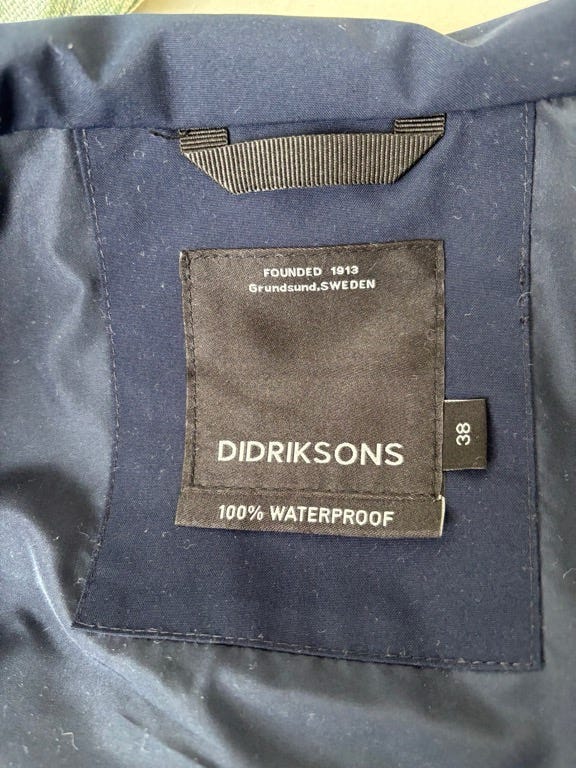 FOUNDED 1913
Grundsund.SWEDEN
DIDRIKSONS
38
100% WATERPROOF